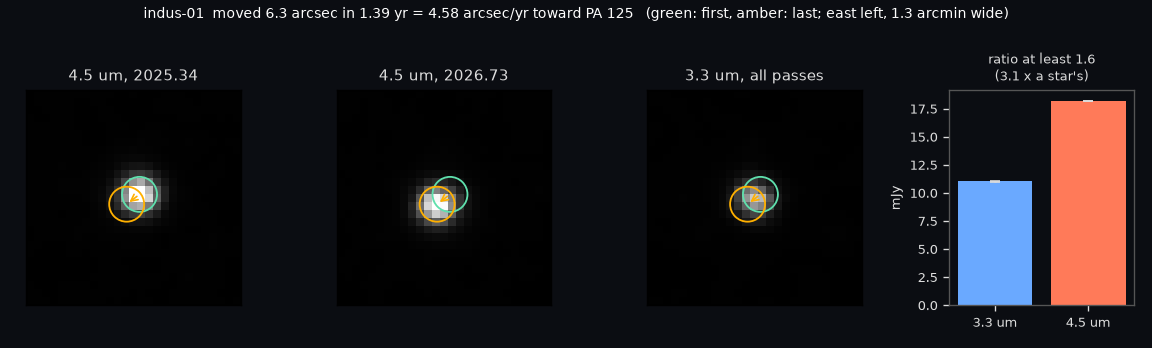 indus-01  moved 6.3 arcsec in 1.39 yr = 4.58 arcsec/yr toward PA 125   (green: first, amber: last; east left, 1.3 arcmin wide)
4.5 um, 2025.34
4.5 um, 2026.73
3.3 um, all passes
ratio at least 1.6
(3.1 x a star's)
17.5
15.0
12.5
10.0
7.5
5.0
2.5
0.0
mJy
3.3 um
4.5 um